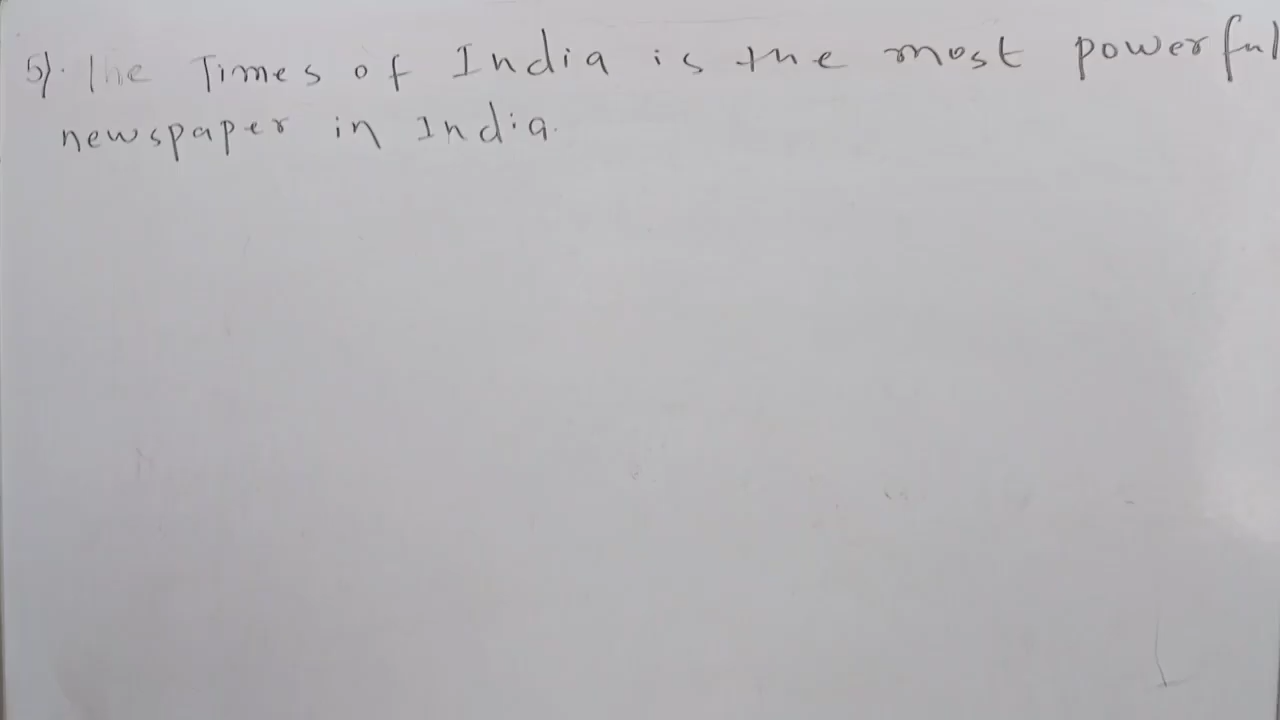 5). The Times of India is the most powerful
newspaper in India.